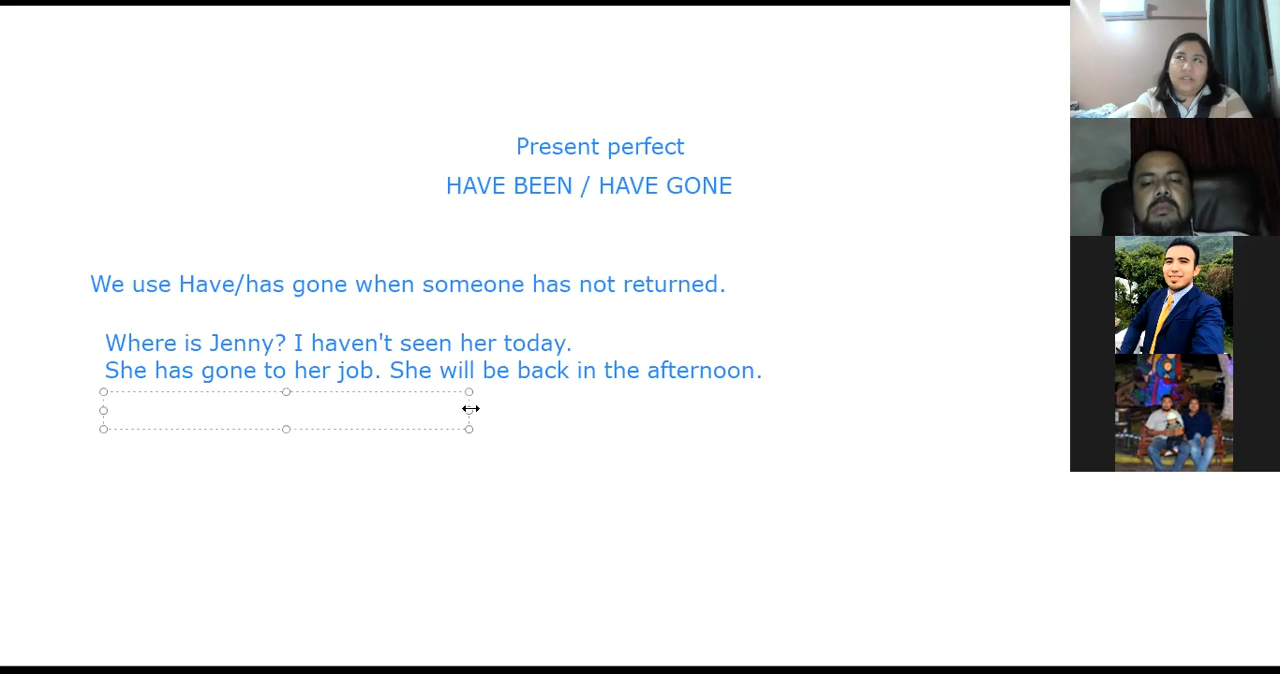 Present perfect
HAVE BEEN / HAVE GONE
We use Have/has gone when someone has not returned.
Where is Jenny? I haven't seen her today.
She has gone to her job. She will be back in the afternoon.